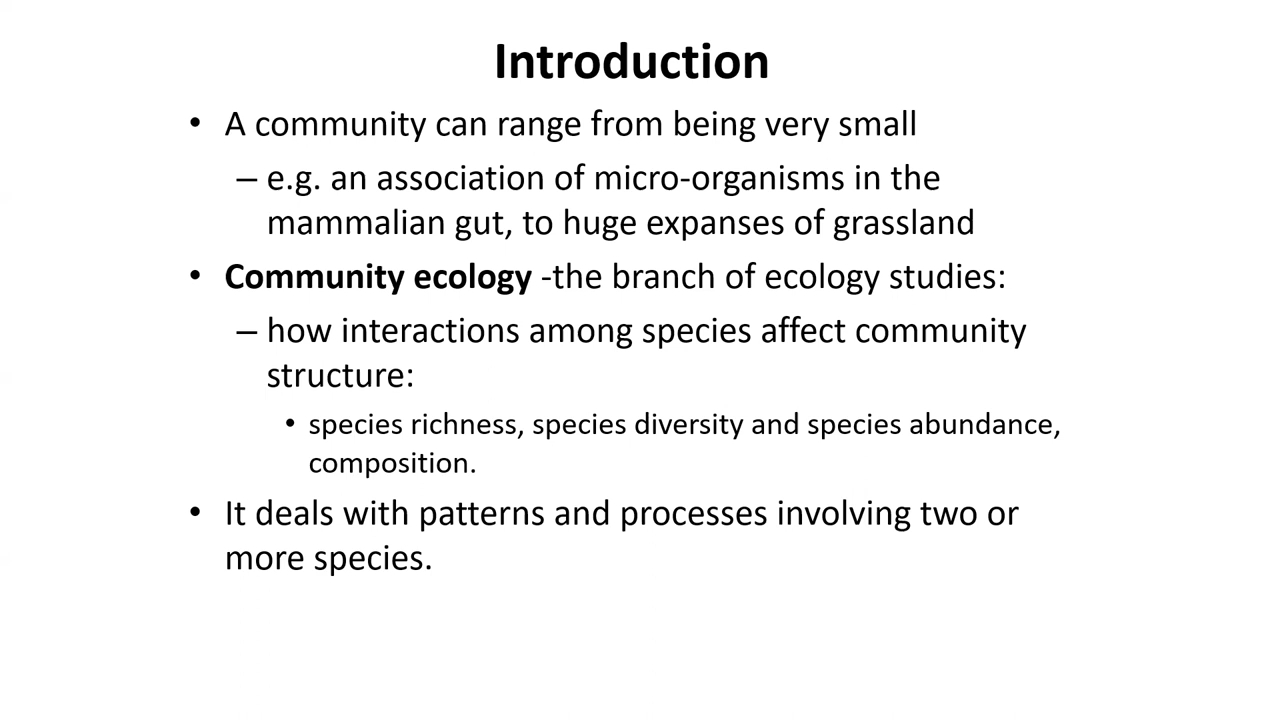 Introduction
• A community can range from being very small
– e.g. an association of micro-organisms in the
mammalian gut, to huge expanses of grassland
• Community ecology -the branch of ecology studies:
– how interactions among species affect community
structure:
• species richness, species diversity and species abundance,
composition.
• It deals with patterns and processes involving two or
more species.